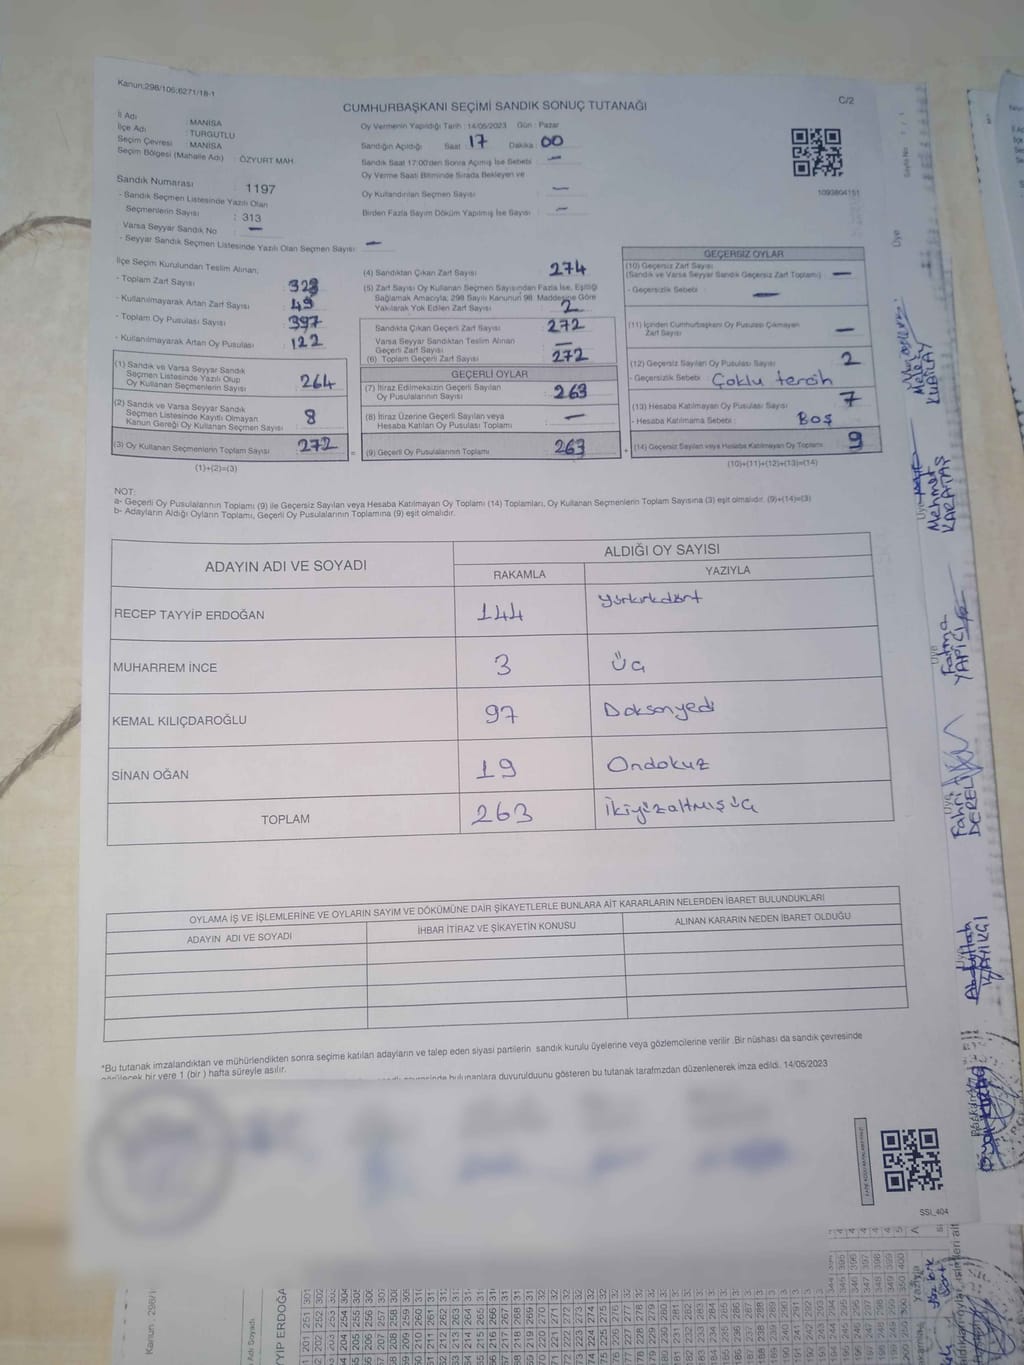 Kanun:298/106;6271/18-1
CUMHURBAŞKANI SEÇİMİ SANDIK SONUÇ TUTANAĞI
C/2
İl Adı : MANİSA
İlçe Adı : TURGUTLU
Seçim Çevresi : MANİSA
Seçim Bölgesi (Mahalle Adı) : ÖZYURT MAH
Oy Vermenin Yapıldığı Tarih : 14/05/2023 Gün : Pazar
Sandığın Açıldığı Saat : 17 Dakika : 00
Sandık Saat 17:00'den Sonra Açılmış İse Sebebi : —
Oy Verme Saati Bitiminde Sırada Bekleyen ve
Oy Kullandırılan Seçmen Sayısı : —
Birden Fazla Sayım Döküm Yapılmış İse Sayısı : —
1093804151
Sandık Numarası : 1197
- Sandık Seçmen Listesinde Yazılı Olan
Seçmenlerin Sayısı : 313
- Varsa Seyyar Sandık No : —
- Seyyar Sandık Seçmen Listesinde Yazılı Olan Seçmen Sayısı : —
İlçe Seçim Kurulundan Teslim Alınan;
- Toplam Zarf Sayısı : 323
- Kullanılmayarak Artan Zarf Sayısı : 49
- Toplam Oy Pusulası Sayısı : 397
- Kullanılmayarak Artan Oy Pusulası : 122
(1) Sandık ve Varsa Seyyar Sandık
Seçmen Listesinde Yazılı Olup
Oy Kullanan Seçmenlerin Sayısı : 264
(2) Sandık ve Varsa Seyyar Sandık
Seçmen Listesinde Kayıtlı Olmayan
Kanun Gereği Oy Kullanan Seçmen Sayısı : 8
(3) Oy Kullanan Seçmenlerin Toplam Sayısı : 272
(1)+(2)=(3)
(4) Sandıktan Çıkan Zarf Sayısı : 274
(5) Zarf Sayısı Oy Kullanan Seçmen Sayısından Fazla İse, Eşitliği
Sağlamak Amacıyla; 298 Sayılı Kanunun 98. Maddesine Göre
Yakılarak Yok Edilen Zarf Sayısı : 2
Sandıkta Çıkan Geçerli Zarf Sayısı : 272
Varsa Seyyar Sandıktan Teslim Alınan
Geçerli Zarf Sayısı : —
(6) Toplam Geçerli Zarf Sayısı : 272
GEÇERLİ OYLAR
(7) İtiraz Edilmeksizin Geçerli Sayılan
Oy Pusulalarının Sayısı : 263
(8) İtiraz Üzerine Geçerli Sayılan veya
Hesaba Katılan Oy Pusulası Toplamı : —
(9) Geçerli Oy Pusulalarının Toplamı : 263
GEÇERSİZ OYLAR
(10) Geçersiz Zarf Sayısı
(Sandık ve Varsa Seyyar Sandık Geçersiz Zarf Toplamı) : —
- Geçersizlik Sebebi : —
(11) İçinden Cumhurbaşkanı Oy Pusulası Çıkmayan
Zarf Sayısı : —
(12) Geçersiz Sayılan Oy Pusulası Sayısı : 2
- Geçersizlik Sebebi : Çoklu tercih
(13) Hesaba Katılmayan Oy Pusulası Sayısı : 7
- Hesaba Katılmama Sebebi : Boş
(14) Geçersiz Sayılan veya Hesaba Katılmayan Oy Toplamı : 9
(10)+(11)+(12)+(13)=(14)
NOT:
a- Geçerli Oy Pusulalarının Toplamı (9) ile Geçersiz Sayılan veya Hesaba Katılmayan Oy Toplamı (14) Toplamları, Oy Kullanan Seçmenlerin Toplam Sayısına (3) eşit olmalıdır. (9)+(14)=(3)
b- Adayların Aldığı Oyların Toplamı, Geçerli Oy Pusulalarının Toplamına (9) eşit olmalıdır.
ADAYIN ADI VE SOYADI
ALDIĞI OY SAYISI
RAKAMLA YAZIYLA
RECEP TAYYİP ERDOĞAN 144 yüzkırkdört
MUHARREM İNCE 3 Üç
KEMAL KILIÇDAROĞLU 97 Doksanyedi
SİNAN OĞAN 19 Ondokuz
TOPLAM 263 İkiyüzaltmışüç
OYLAMA İŞ VE İŞLEMLERİNE VE OYLARIN SAYIM VE DÖKÜMÜNE DAİR ŞİKAYETLERLE BUNLARA AİT KARARLARIN NELERDEN İBARET BULUNDUKLARI
ADAYIN ADI VE SOYADI İHBAR İTİRAZ VE ŞİKAYETİN KONUSU ALINAN KARARIN NEDEN İBARET OLDUĞU
*Bu tutanak imzalandıktan ve mühürlendikten sonra seçime katılan adayların ve talep eden siyasi partilerin sandık kurulu üyelerine veya gözlemcilerine verilir .Bir nüshası da sandık çevresinde
görülecek bir yere 1 (bir ) hafta süreyle asılır.
bulunanlara duyurulduunu gösteren bu tutanak tarafımızdan düzenlenerek imza edildi. 14/05/2023
SSI_404
Sayfa No : 1 / 1
Üye
Melek
KUBİLAY
Üye
Mehmet
KARATAŞ
Üye
Fatma
YAPICI
Üye
Fahri
DERELİ
Üye
Kanun : 298/1
Adı Soyadı
YYİP ERDOĞA